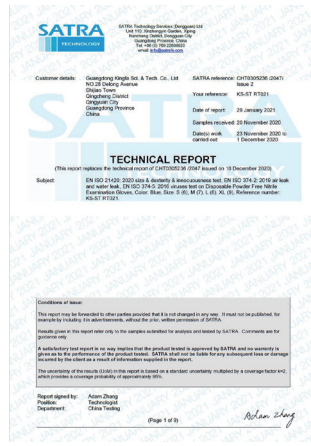 SATRA
TECHNOLOGY
SATRA Technology Services (Dongguan) Ltd
Unit 110, Xinzhongyin Garden, Xiping
Nancheng District, Dongguan City
Guangdong Province, China
Tel: +86 (0) 769 22888020
email: info@satrafe.com
Customer details:
Guangdong Kingfa Sci. & Tech. Co., Ltd
NO.28 Delong Avenue
Shijiao Town
Qingcheng District
Qingyuan City
Guangdong Province
China
SATRA reference: CHT0305236 /2047/
Issue 2
Your reference: KS-ST RT021
Date of report: 29 January 2021
Samples received: 20 November 2020
Date(s) work carried out: 23 November 2020 to
1 December 2020
TECHNICAL REPORT
(This report replaces the technical report of CHT0305236 /2047 issued on 18 December 2020)
Subject:
EN ISO 21420: 2020 size & dexterity & innocuousness test, EN ISO 374-2: 2019 air leak
and water leak, EN ISO 374-5: 2016 viruses test on Disposable Powder Free Nitrile
Examination Gloves, Color: Blue, Size: S (6), M (7), L (8), XL (9), Reference number:
KS-ST RT021.
Conditions of issue:
This report may be forwarded to other parties provided that it is not changed in any way. It must not be published, for
example by including it in advertisements, without the prior, written permission of SATRA.
Results given in this report refer only to the samples submitted for analysis and tested by SATRA. Comments are for
guidance only.
A satisfactory test report in no way implies that the product tested is approved by SATRA and no warranty is
given as to the performance of the product tested. SATRA shall not be liable for any subsequent loss or damage
incurred by the client as a result of information supplied in the report.
The uncertainty of the results (UoM) in this report is based on a standard uncertainty multiplied by a coverage factor k=2,
which provides a coverage probability of approximately 95%.
Report signed by: Adam Zhang
Position: Technologist
Department: China Testing
(Page 1 of 9)
Adam Zhang